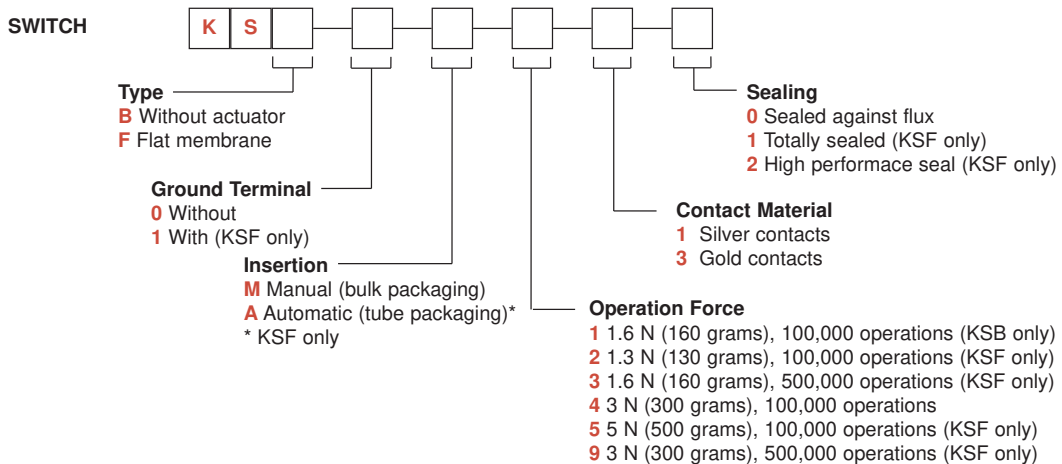 SWITCH
K S
Type
B Without actuator
F Flat membrane
Ground Terminal
0 Without
1 With (KSF only)
Insertion
M Manual (bulk packaging)
A Automatic (tube packaging)*
* KSF only
Operation Force
1 1.6 N (160 grams), 100,000 operations (KSB only)
2 1.3 N (130 grams), 100,000 operations (KSF only)
3 1.6 N (160 grams), 500,000 operations (KSF only)
4 3 N (300 grams), 100,000 operations
5 5 N (500 grams), 100,000 operations (KSF only)
9 3 N (300 grams), 500,000 operations (KSF only)
Contact Material
1 Silver contacts
3 Gold contacts
Sealing
0 Sealed against flux
1 Totally sealed (KSF only)
2 High performace seal (KSF only)